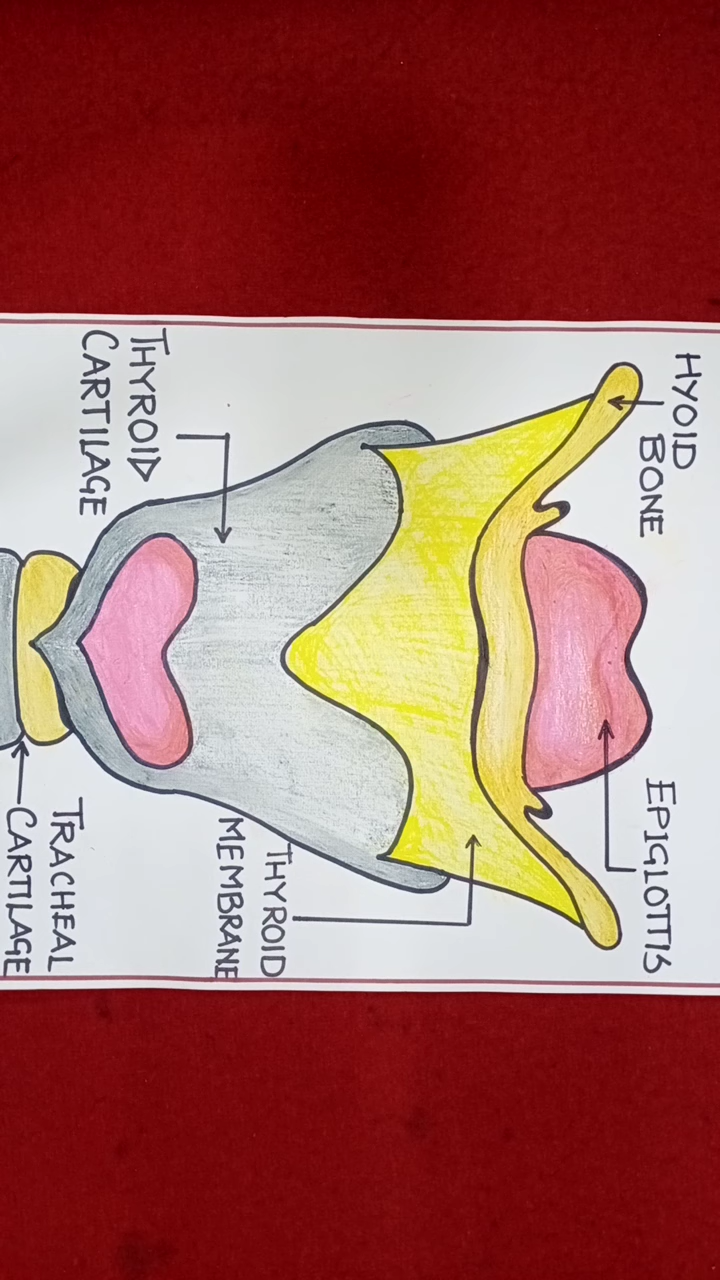 HYOID
BONE
EPIGLOTTIS
THYROID
CARTILAGE
THYROID
MEMBRANE
TRACHEAL
CARTILAGE